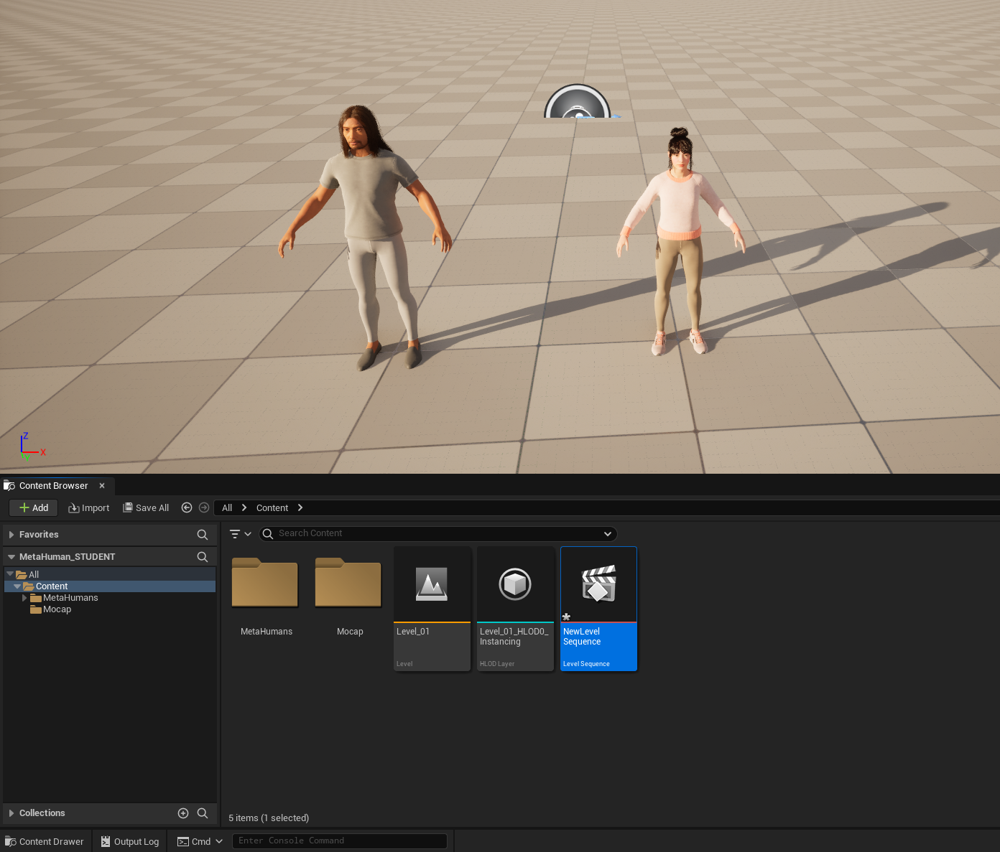 Z
X
Y
Content Browser
Add
Import
Save All
All
Content
Favorites
Search Content
MetaHuman_STUDENT
All
Content
MetaHumans
Mocap
MetaHumans
Mocap
Level_01
Level
Level_01_HLOD0_
Instancing
HLOD Layer
NewLevel
Sequence
Level Sequence
Collections
5 items (1 selected)
Content Drawer
Output Log
Cmd
Enter Console Command